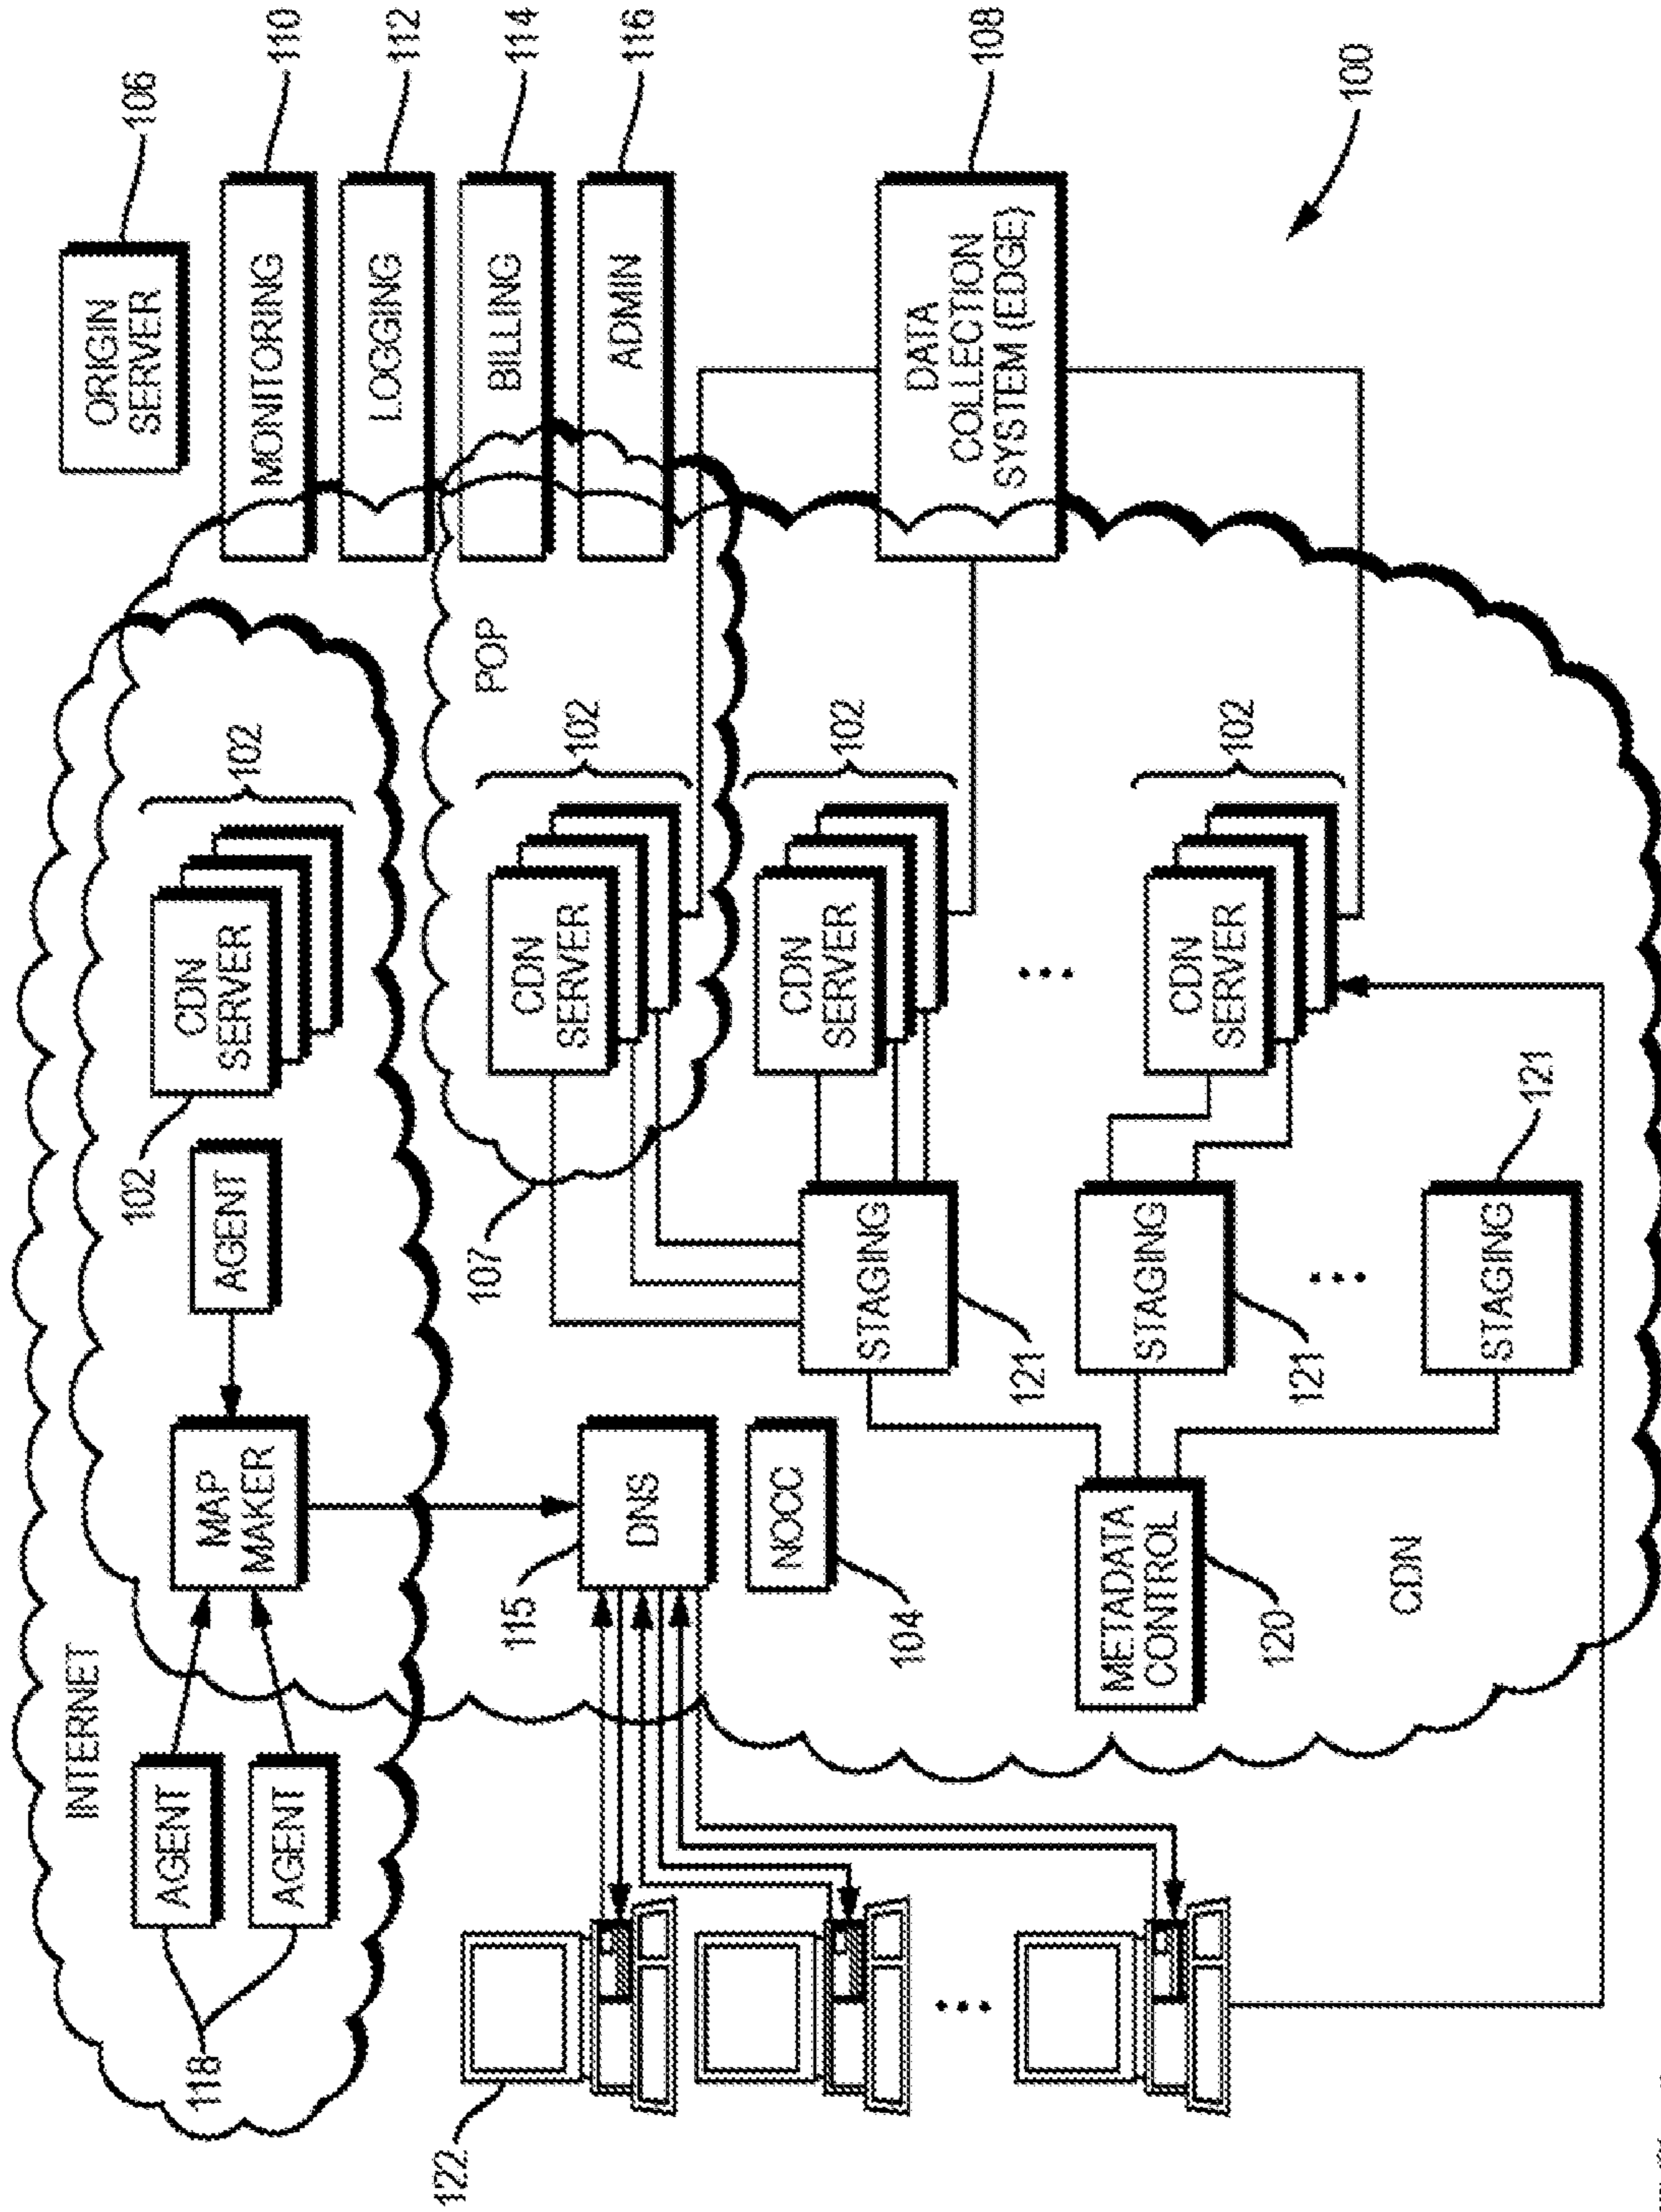 INTERNET
118
AGENT
AGENT
MAP
MAKER
AGENT
102
CDN
SERVER
102
ORIGIN
SERVER
106
MONITORING
110
LOGGING
112
BILLING
114
ADMIN
116
122
115
DNS
NOCC
104
107
POP
CDN
SERVER
102
CDN
SERVER
102
CDN
SERVER
102
STAGING
121
STAGING
121
STAGING
121
METADATA
CONTROL
120
CDN
DATA
COLLECTION
SYSTEM (EDGE)
108
100